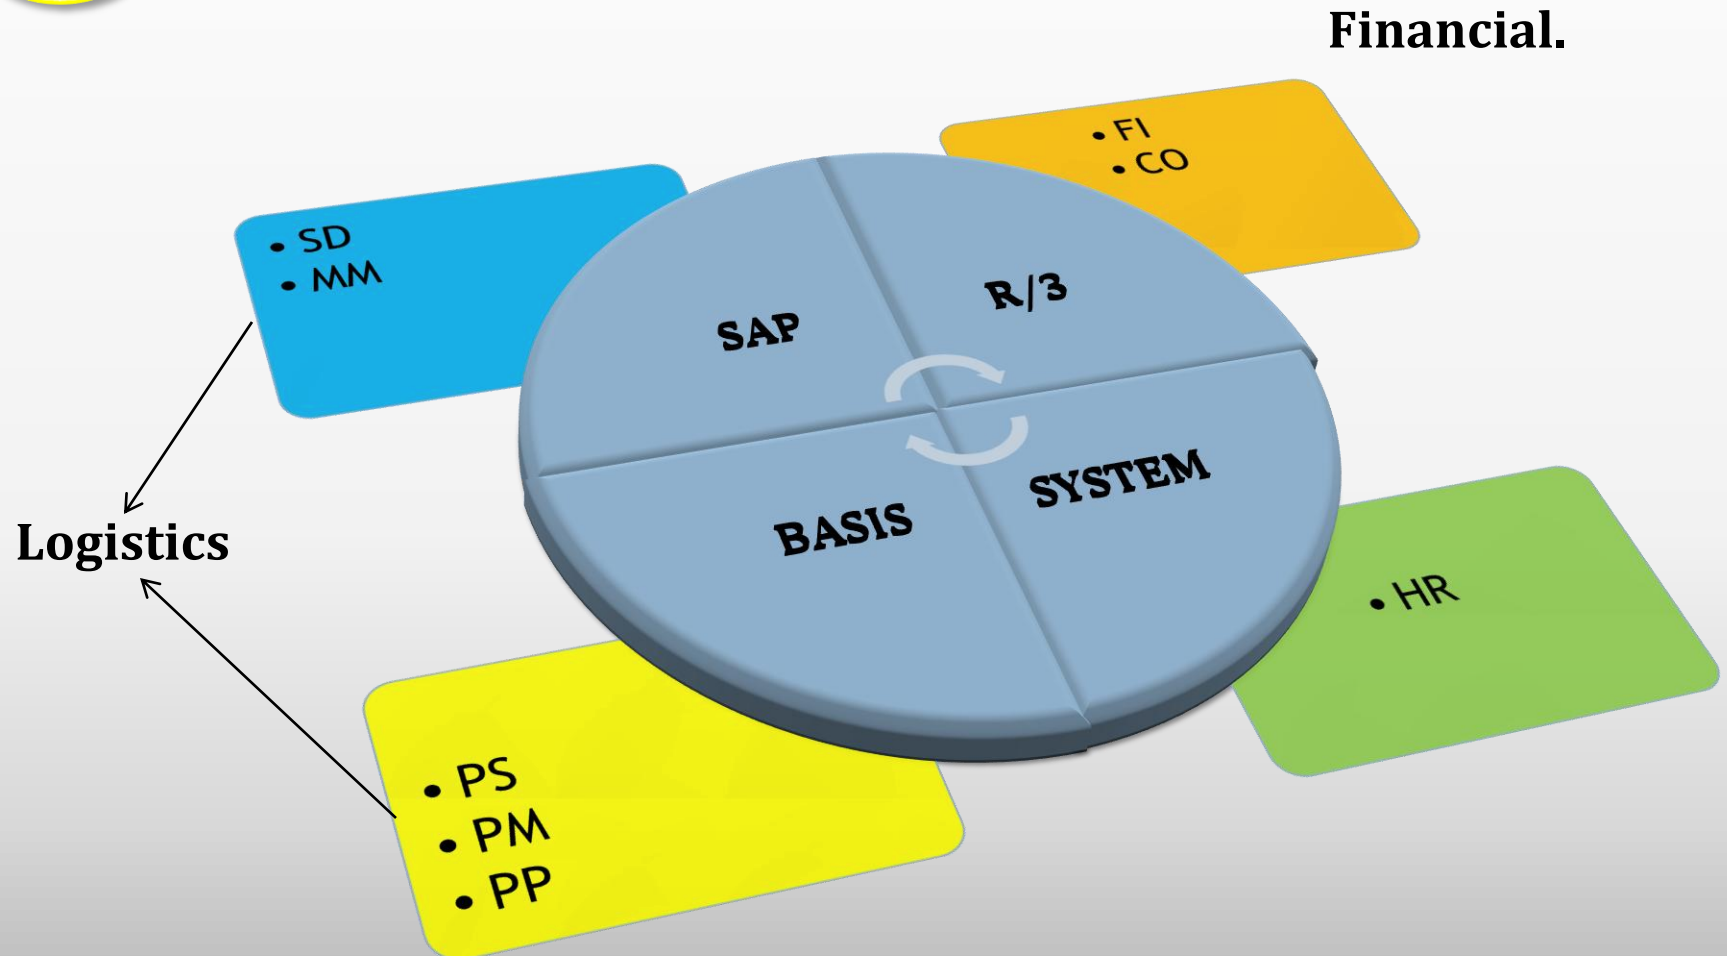 Financial.
• FI
• CO
• SD
• MM
SAP
R/3
BASIS
SYSTEM
Logistics
• HR
• PS
• PM
• PP